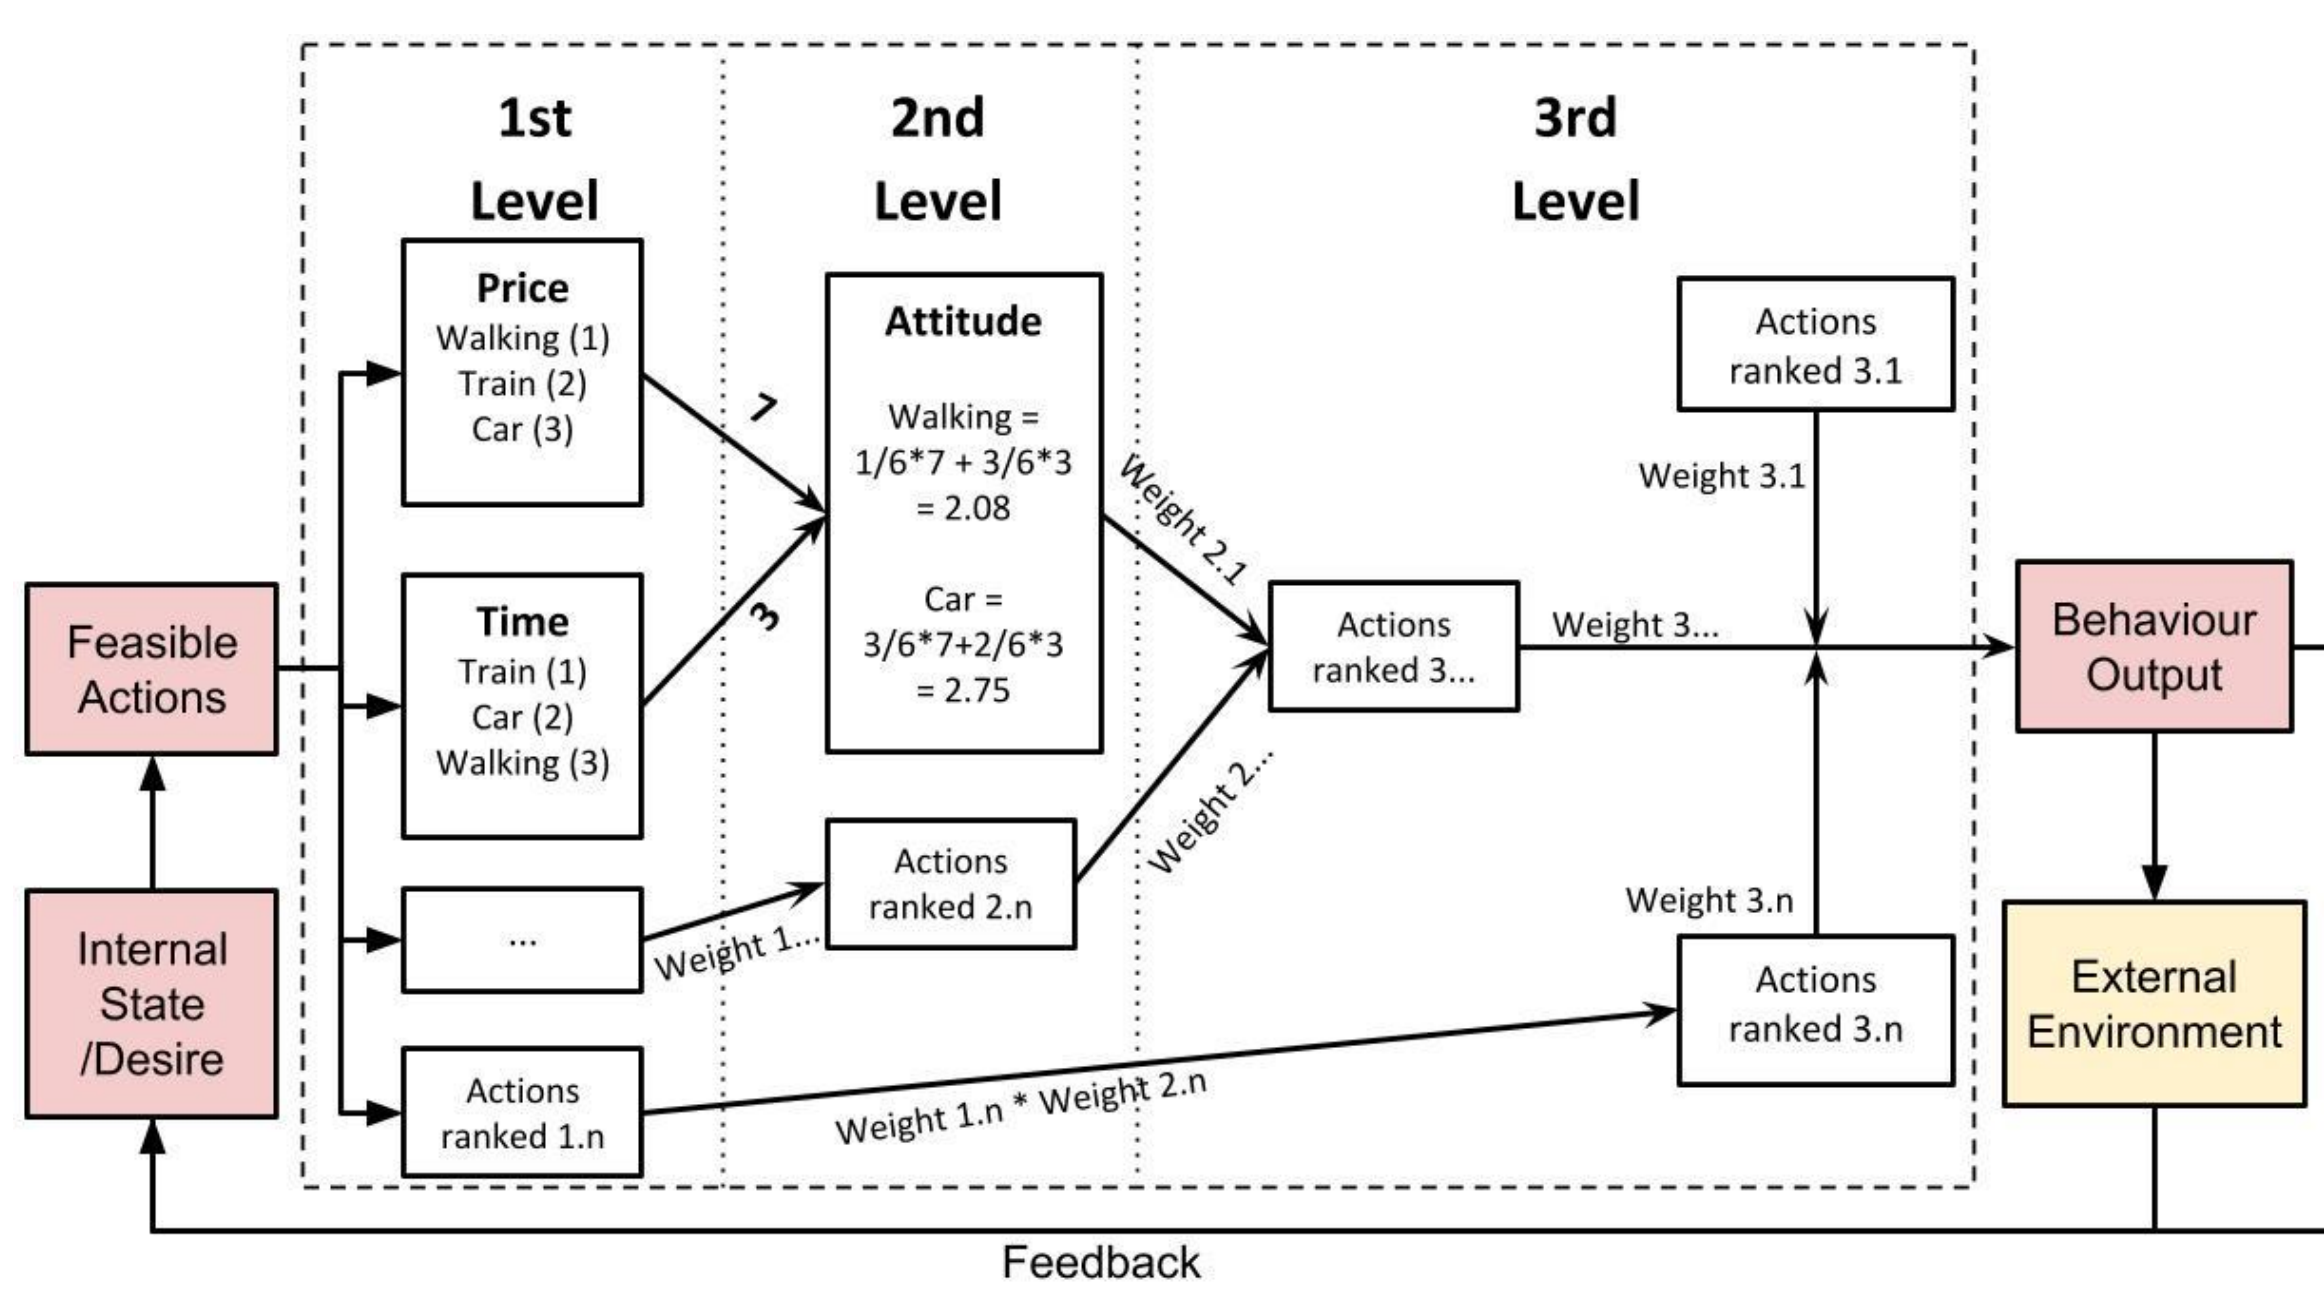 1st
Level
2nd
Level
3rd
Level
Price
Walking (1)
Train (2)
Car (3)
7
Time
Train (1)
Car (2)
Walking (3)
3
...
Weight 1...
Actions
ranked 1.n
Weight 1.n * Weight 2.n
Attitude
Walking =
1/6*7 + 3/6*3
= 2.08
Car =
3/6*7+2/6*3
= 2.75
Weight 2.1
Actions
ranked 2.n
Weight 2...
Actions
ranked 3...
Weight 3...
Actions
ranked 3.1
Weight 3.1
Weight 3.n
Actions
ranked 3.n
Feasible
Actions
Internal
State
/Desire
Behaviour
Output
External
Environment
Feedback